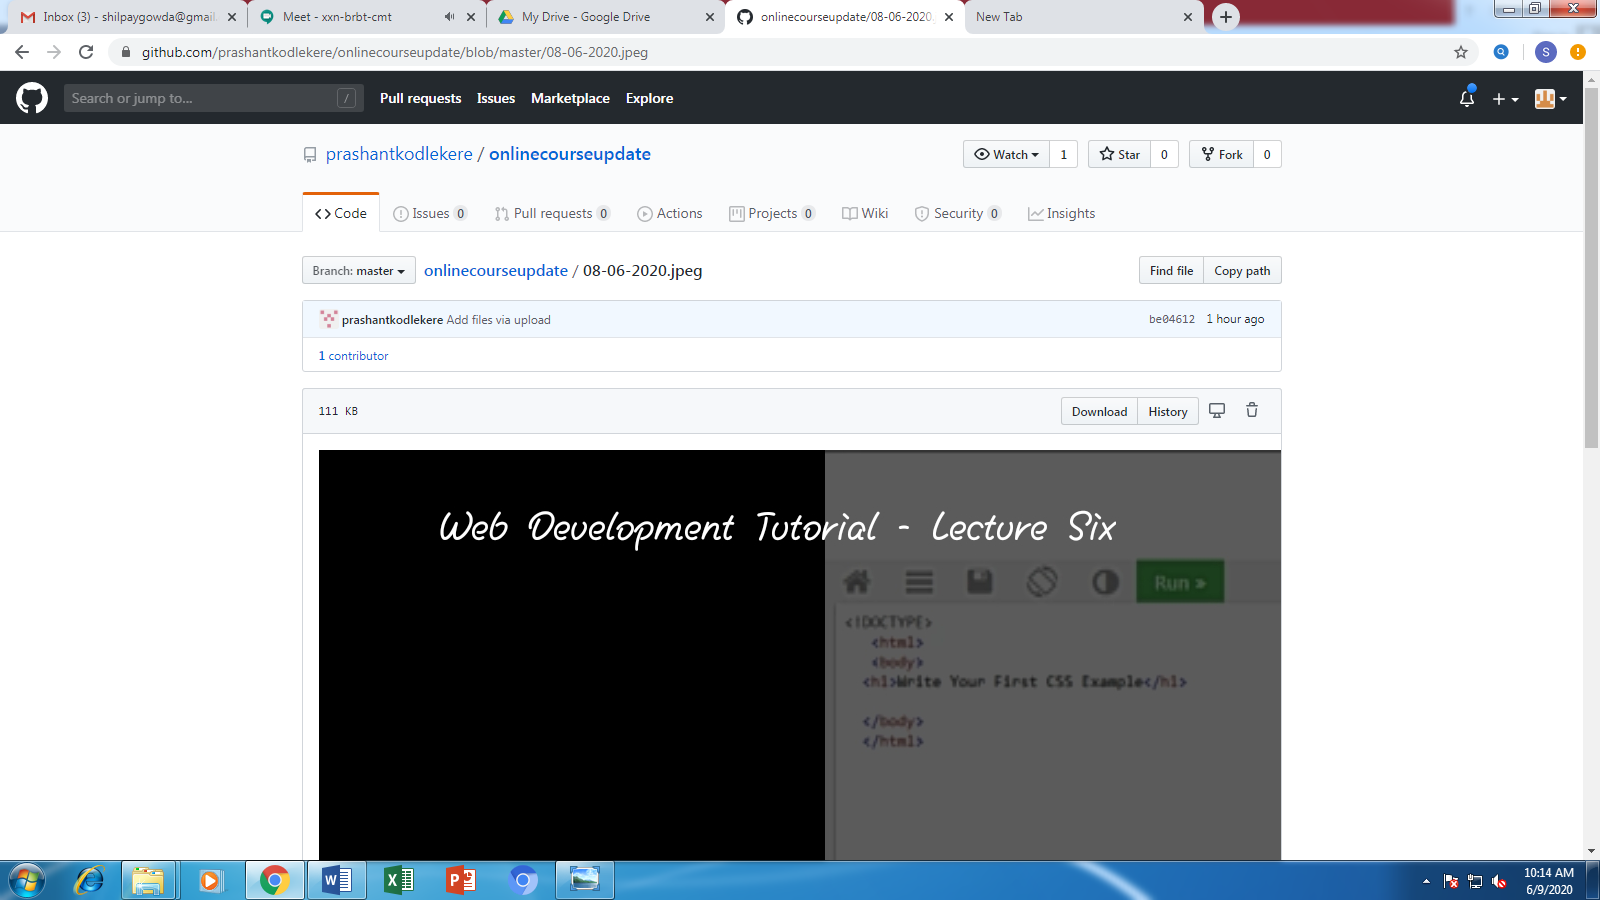 Inbox (3) - shilpaygowda@gmail.
Meet - xxn-brbt-cmt
My Drive - Google Drive
onlinecourseupdate/08-06-2020.
New Tab
github.com/prashantkodlekere/onlinecourseupdate/blob/master/08-06-2020.jpeg
S
Search or jump to...
/
Pull requests
Issues
Marketplace
Explore
prashantkodlekere / onlinecourseupdate
Watch 1
Star 0
Fork 0
Code
Issues 0
Pull requests 0
Actions
Projects 0
Wiki
Security 0
Insights
Branch: master
onlinecourseupdate / 08-06-2020.jpeg
Find file
Copy path
prashantkodlekere Add files via upload
be04612 1 hour ago
1 contributor
111 KB
Download
History
Web Development Tutorial - Lecture Six
Run »
<!DOCTYPE>
<html>
<body>
<h1>Write Your First CSS Example</h1>
</body>
</html>
10:14 AM
6/9/2020